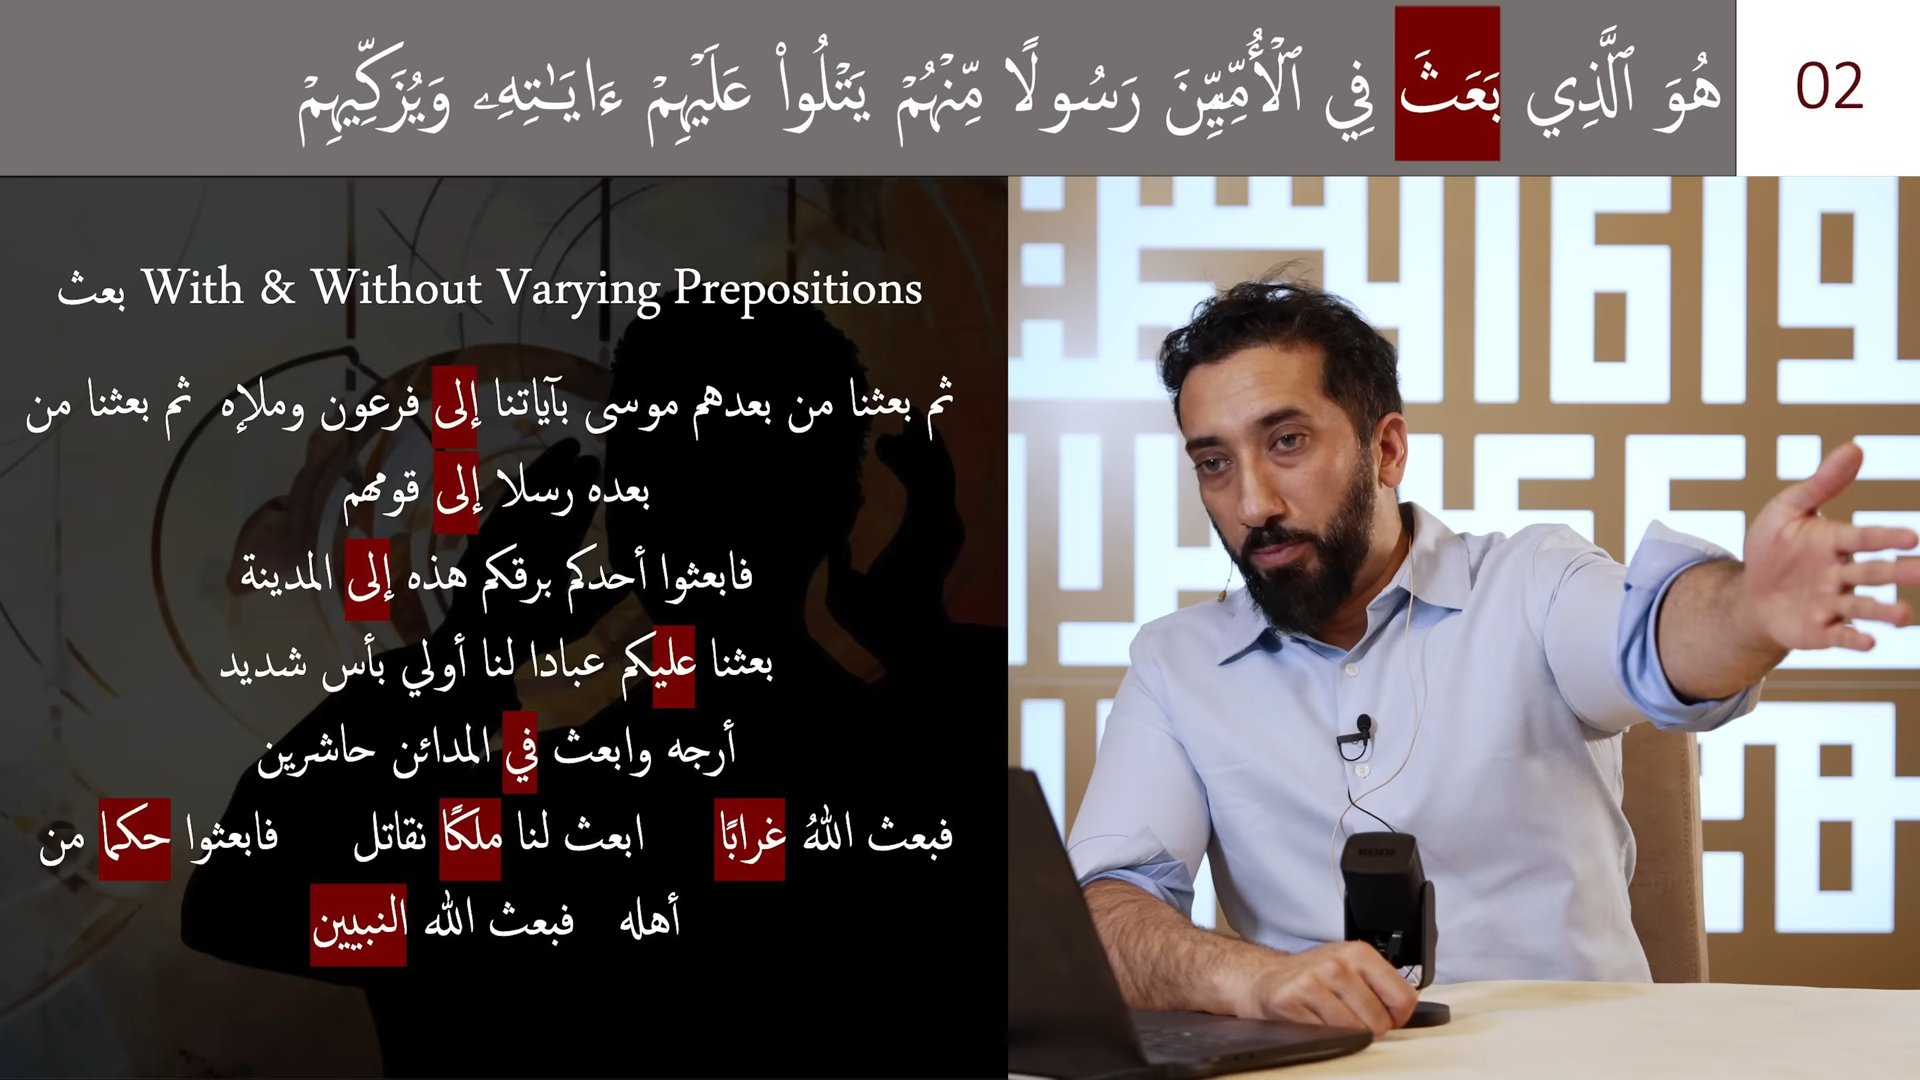 هُوَ ٱلَّذِي بَعَثَ فِي ٱلْأُمِّيِّـۧنَ رَسُولًا مِّنْهُمْ يَتْلُوا۟ عَلَيْهِمْ ءَايَـٰتِهِۦ وَيُزَكِّيهِمْ
02
بعث With & Without Varying Prepositions
ثم بعثنا من بعدهم موسى بآياتنا إلى فرعون وملإه ثم بعثنا من
بعده رسلا إلى قومهم
فابعثوا أحدكم برقكم هذه إلى المدينة
بعثنا عليكم عبادا لنا أولي بأس شديد
أرجه وابعث في المدائن حاشرين
فبعث اللهُ غرابًا ابعث لنا ملكًا نقاتل فابعثوا حكما من
أهله فبعث الله النبيين
RODE